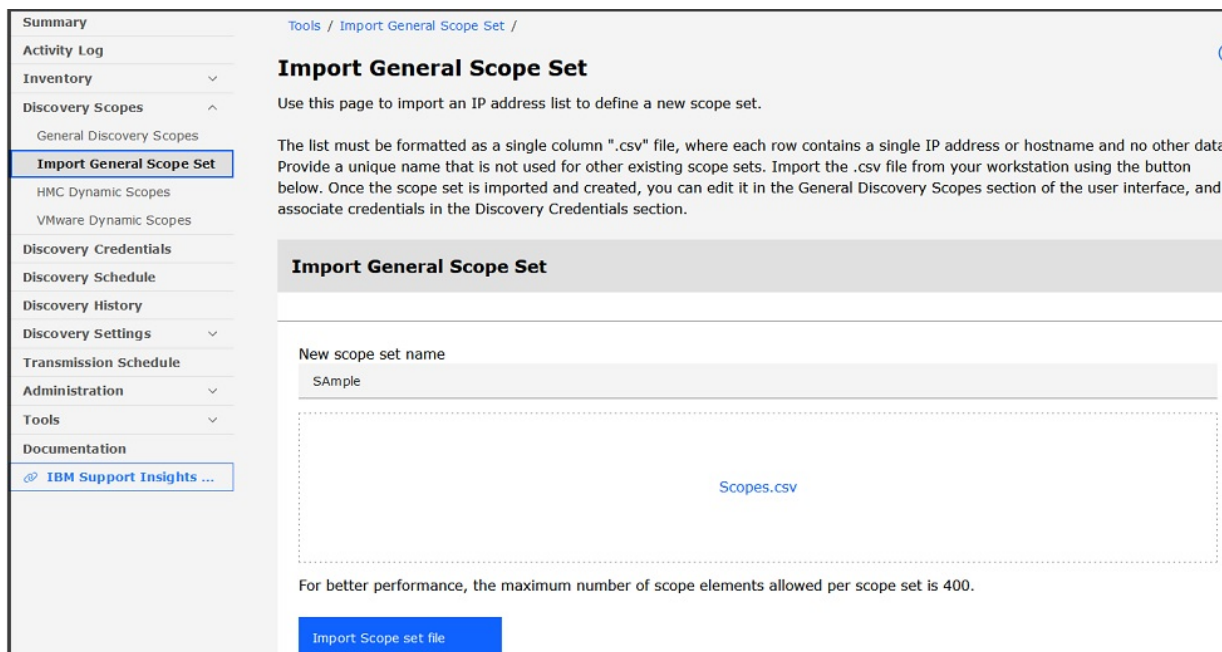 Summary
Activity Log
Inventory
Discovery Scopes
General Discovery Scopes
Import General Scope Set
HMC Dynamic Scopes
VMware Dynamic Scopes
Discovery Credentials
Discovery Schedule
Discovery History
Discovery Settings
Transmission Schedule
Administration
Tools
Documentation
IBM Support Insights ...
Tools / Import General Scope Set /
Import General Scope Set
Use this page to import an IP address list to define a new scope set.
The list must be formatted as a single column ".csv" file, where each row contains a single IP address or hostname and no other data
Provide a unique name that is not used for other existing scope sets. Import the .csv file from your workstation using the button
below. Once the scope set is imported and created, you can edit it in the General Discovery Scopes section of the user interface, and
associate credentials in the Discovery Credentials section.
Import General Scope Set
New scope set name
SAmple
Scopes.csv
For better performance, the maximum number of scope elements allowed per scope set is 400.
Import Scope set file